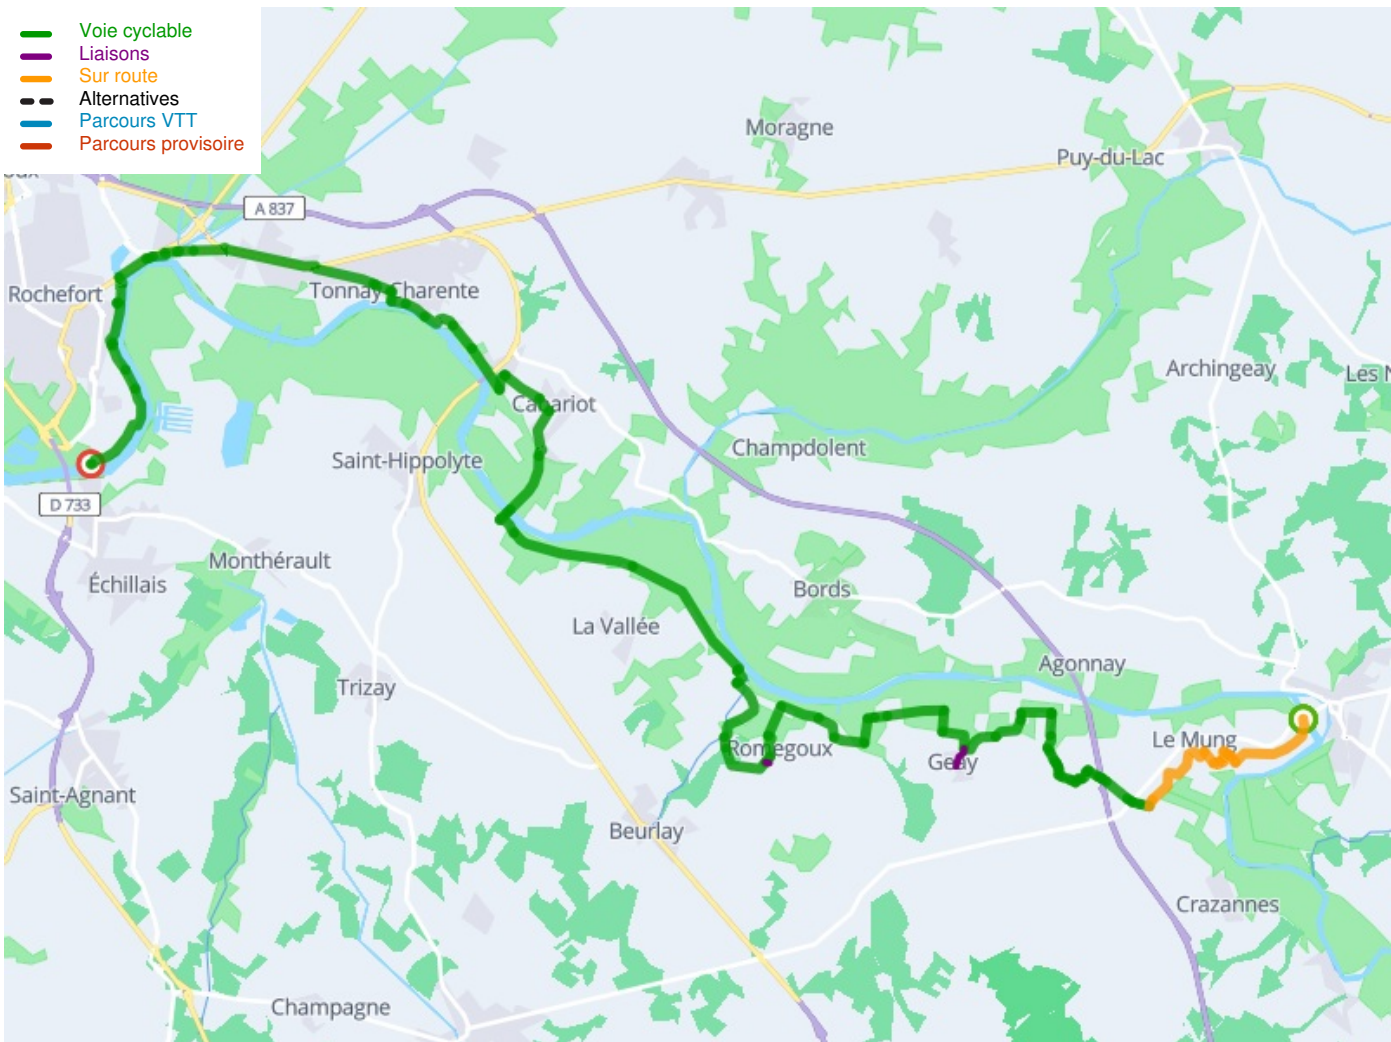 Voie cyclable
Liaisons
Sur route
Alternatives
Parcours VTT
Parcours provisoire
Moragne
Puy-du-Lac
A 837
Rochefort
Tonnay-Charente
Archingeay
Les N
Cabariot
Champdolent
Saint-Hippolyte
D 733
Monthérault
Échillais
Bords
La Vallée
Agonnay
Trizay
Romegoux
Le Mung
Geay
Saint-Agnant
Beurlay
Crazannes
Champagne